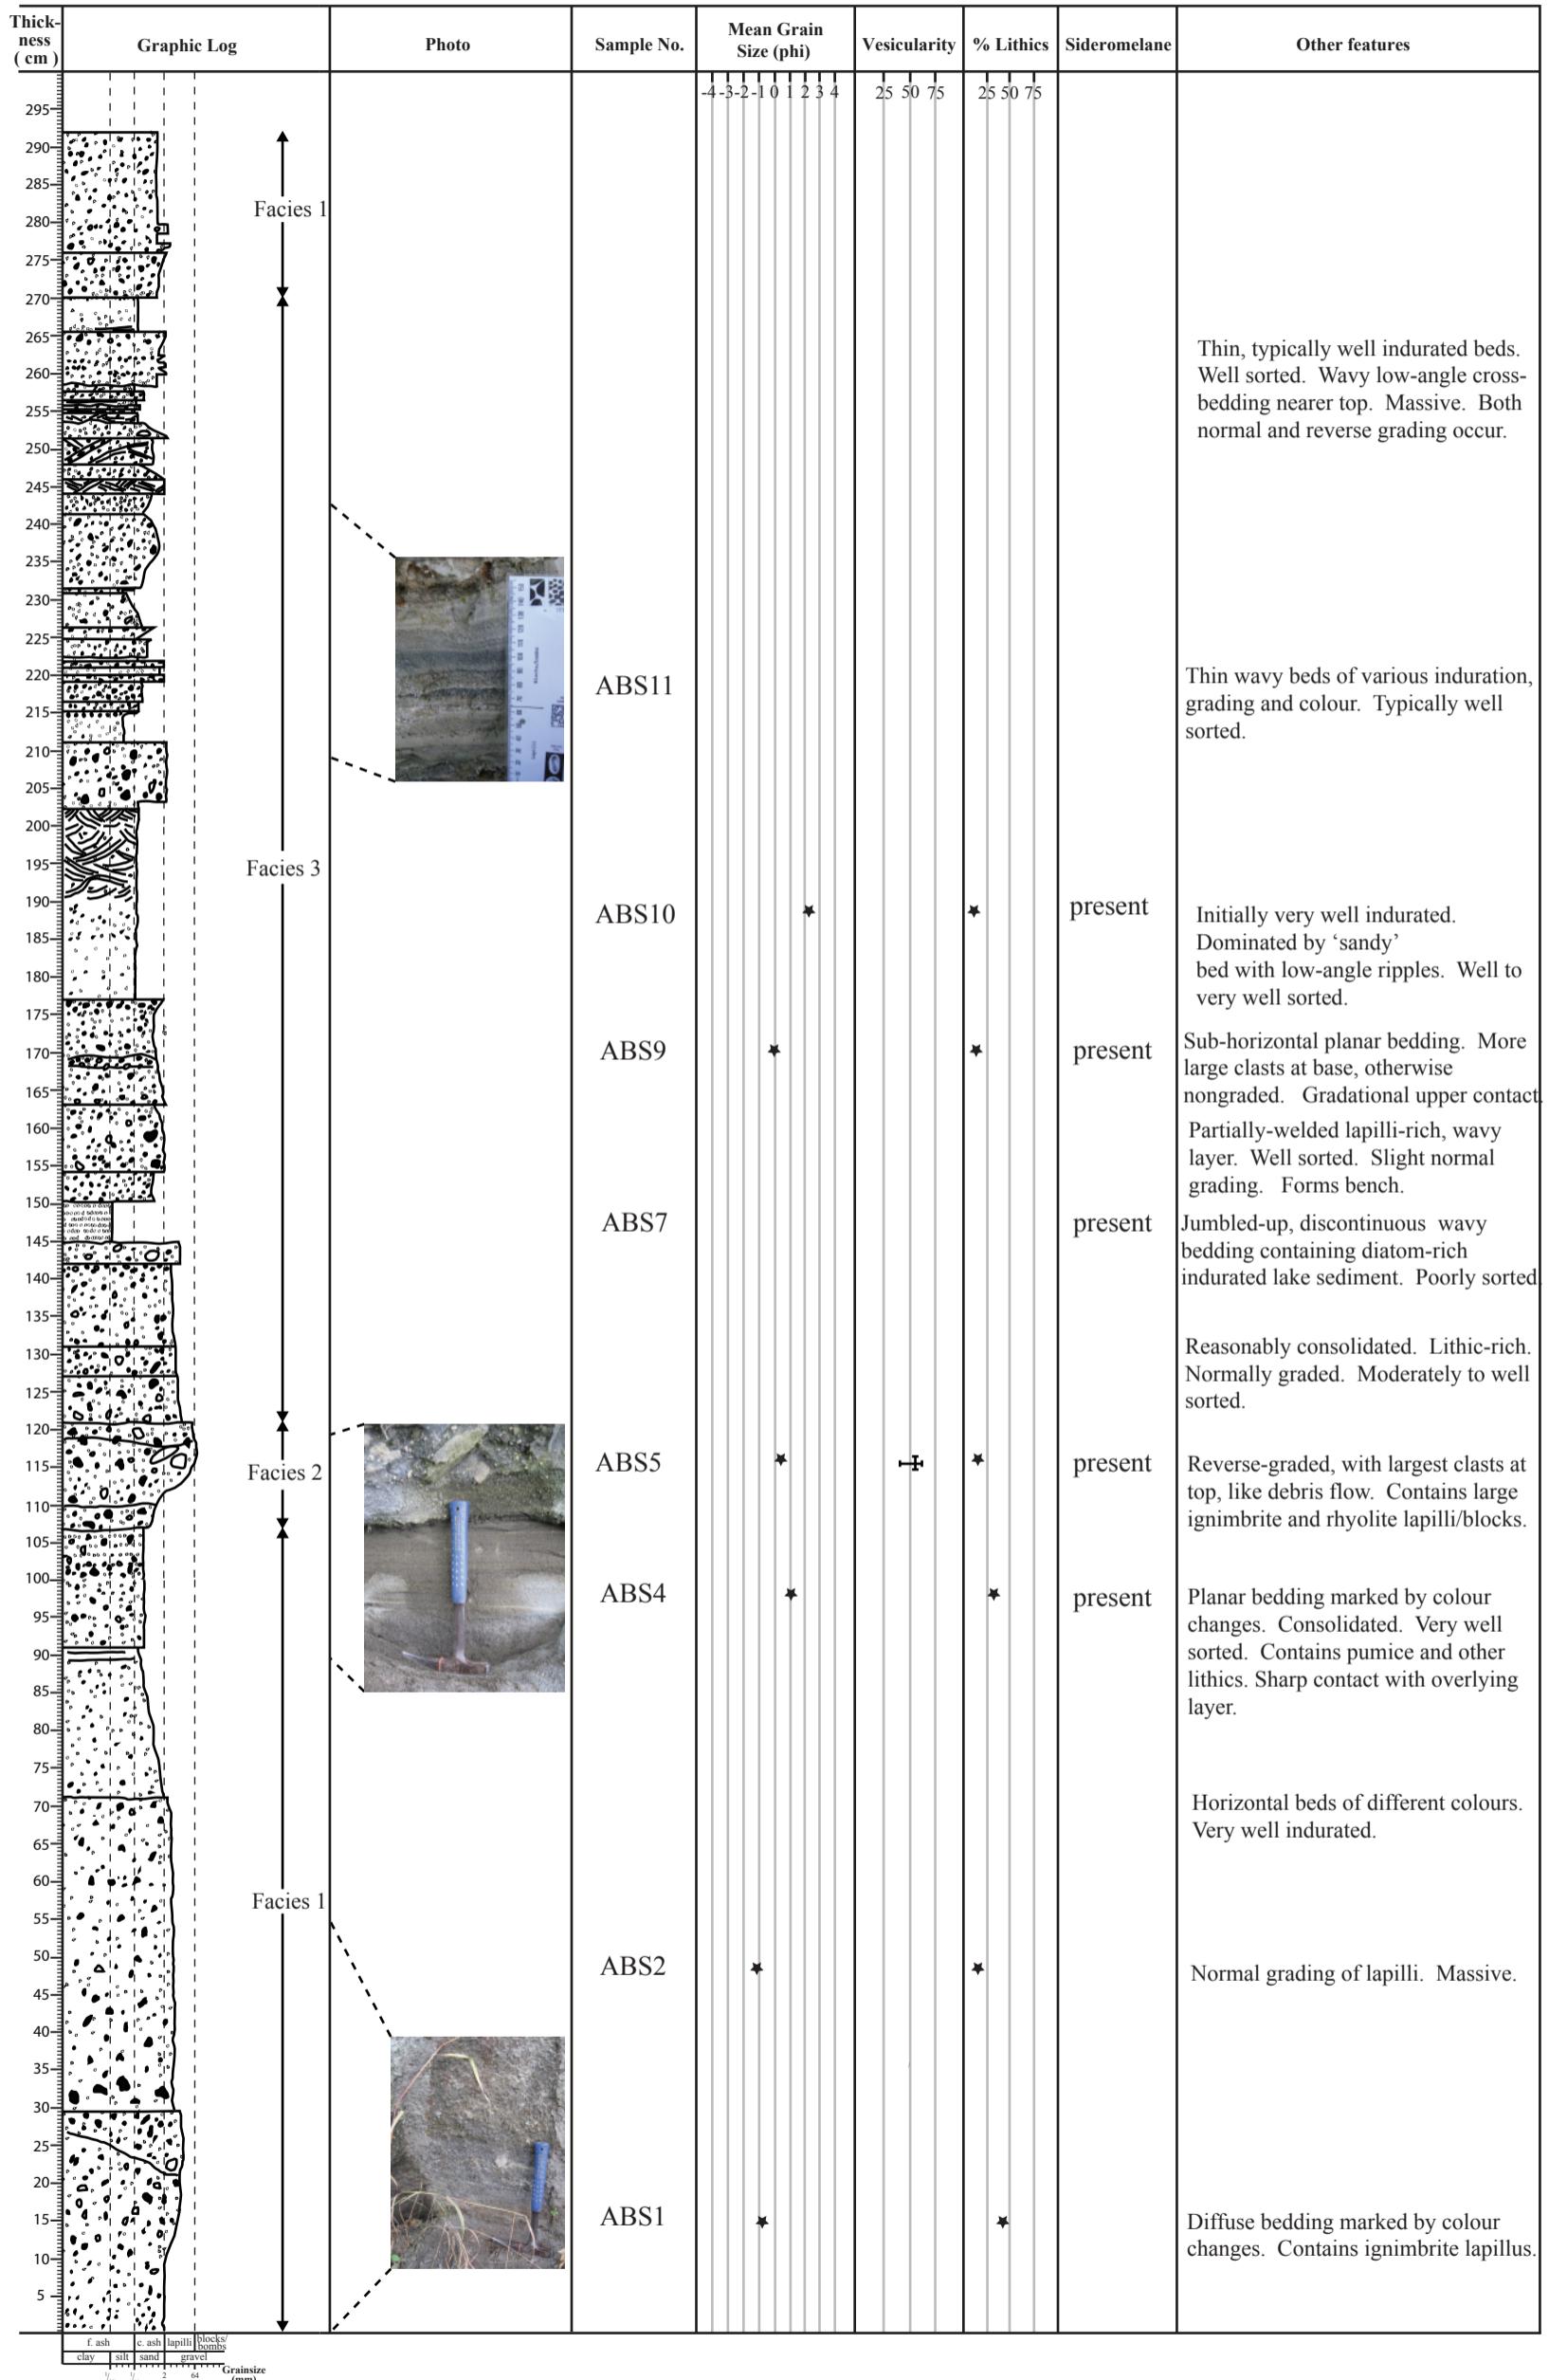 Thick-
ness
( cm )
Graphic Log
Photo
Sample No.
Mean Grain
Size (phi)
Vesicularity
% Lithics
Sideromelane
Other features
-4 -3 -2 -1 0 1 2 3 4
25 50 75
25 50 75
295
290
285
280
Facies 1
275
270
265
Thin, typically well indurated beds.
Well sorted. Wavy low-angle cross-
bedding nearer top. Massive. Both
normal and reverse grading occur.
260
255
250
245
240
235
230
225
220
ABS11
Thin wavy beds of various induration,
grading and colour. Typically well
sorted.
215
210
205
200
195
Facies 3
190
ABS10
present
Initially very well indurated.
Dominated by ‘sandy’
bed with low-angle ripples. Well to
very well sorted.
185
180
175
170
ABS9
present
Sub-horizontal planar bedding. More
large clasts at base, otherwise
nongraded. Gradational upper contact.
165
160
Partially-welded lapilli-rich, wavy
layer. Well sorted. Slight normal
grading. Forms bench.
155
150
ABS7
present
Jumbled-up, discontinuous wavy
bedding containing diatom-rich
indurated lake sediment. Poorly sorted.
145
140
135
130
Reasonably consolidated. Lithic-rich.
Normally graded. Moderately to well
sorted.
125
120
115
Facies 2
ABS5
present
Reverse-graded, with largest clasts at
top, like debris flow. Contains large
ignimbrite and rhyolite lapilli/blocks.
110
105
100
ABS4
present
Planar bedding marked by colour
changes. Consolidated. Very well
sorted. Contains pumice and other
lithics. Sharp contact with overlying
layer.
95
90
85
80
75
70
Horizontal beds of different colours.
Very well indurated.
65
60
55
Facies 1
50
ABS2
Normal grading of lapilli. Massive.
45
40
35
30
25
20
15
ABS1
Diffuse bedding marked by colour
changes. Contains ignimbrite lapillus.
10
5
f. ash
c. ash
lapilli
blocks/
bombs
clay
silt
sand
gravel
2
64
Grainsize
(mm)